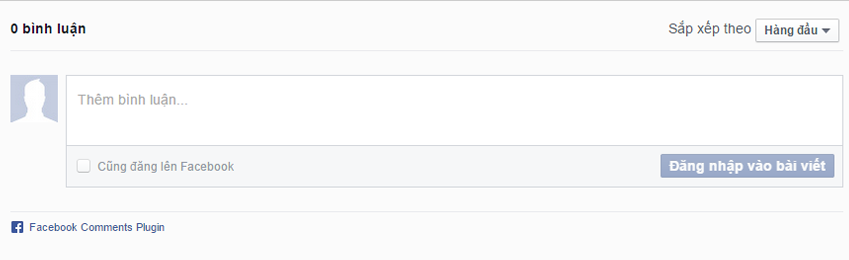 0 bình luận
Sắp xếp theo Hàng đầu
Thêm bình luận...
Cũng đăng lên Facebook
Đăng nhập vào bài viết
Facebook Comments Plugin